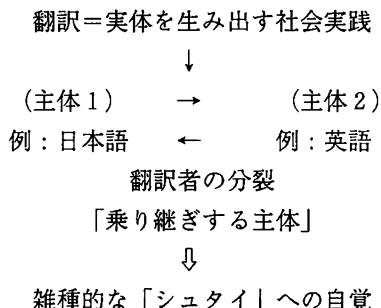 翻訳＝実体を生み出す社会実践
↓
（主体１） → （主体２）
例：日本語 ← 例：英語
翻訳者の分裂
「乗り継ぎする主体」
⇩
雑種的な「シュタイ」への自覚